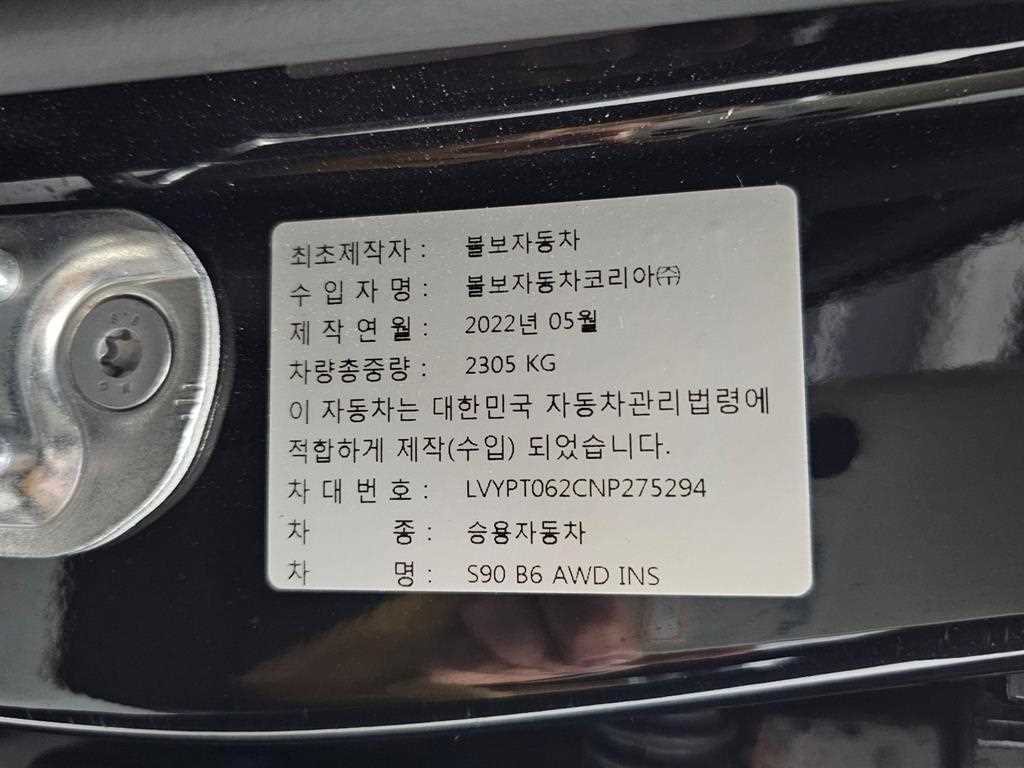 최초제작자 : 볼보자동차
수 입 자 명 : 볼보자동차코리아㈜
제 작 연 월 : 2022년 05월
차량총중량 : 2305 KG
이 자동차는 대한민국 자동차관리법령에
적합하게 제작(수입) 되었습니다.
차 대 번 호 : LVYPT062CNP275294
차 종 : 승용자동차
차 명 : S90 B6 AWD INS